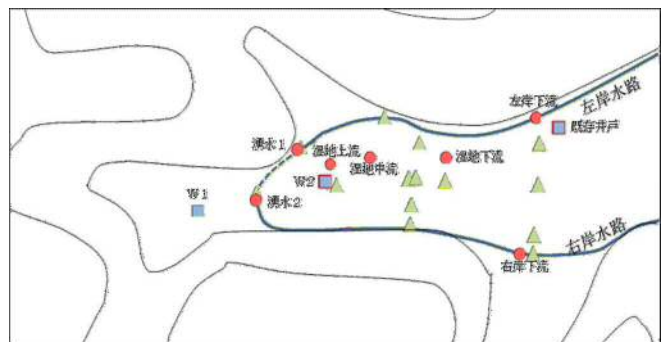 左岸下流
左岸水路
既存井戸
湧水1
湿地上流
湿地中流
湿地下流
W2
W1
湧水2
右岸水路
右岸下流